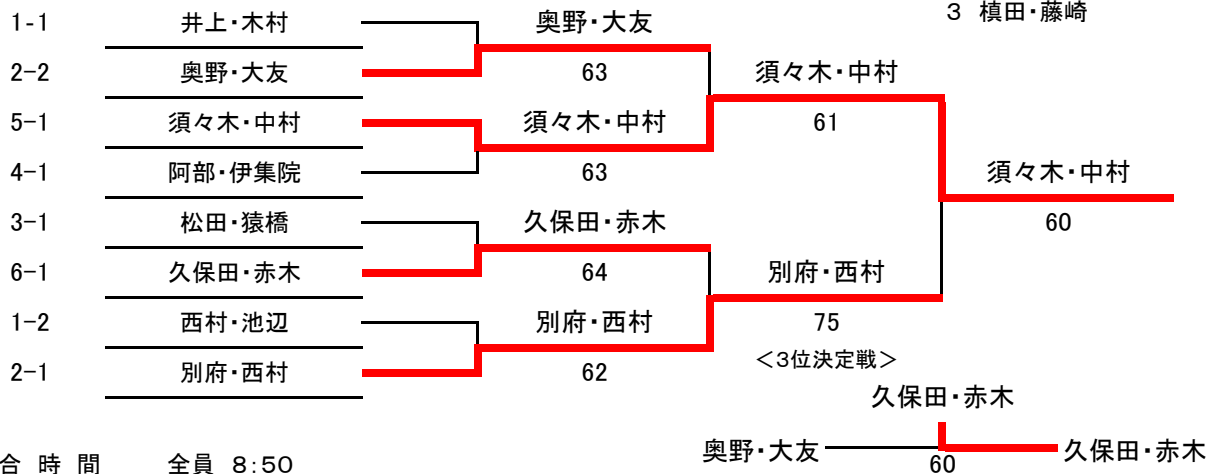 3 槙田・藤崎
1-1 井上・木村 奥野・大友
2-2 奥野・大友 63 須々木・中村
5-1 須々木・中村 須々木・中村 61
4-1 阿部・伊集院 63 須々木・中村
3-1 松田・猿橋 久保田・赤木 60
6-1 久保田・赤木 64 別府・西村
1-2 西村・池辺 別府・西村 75
2-1 別府・西村 62 <3位決定戦>
久保田・赤木
奥野・大友 久保田・赤木
60
合 時 間 全員 8:50